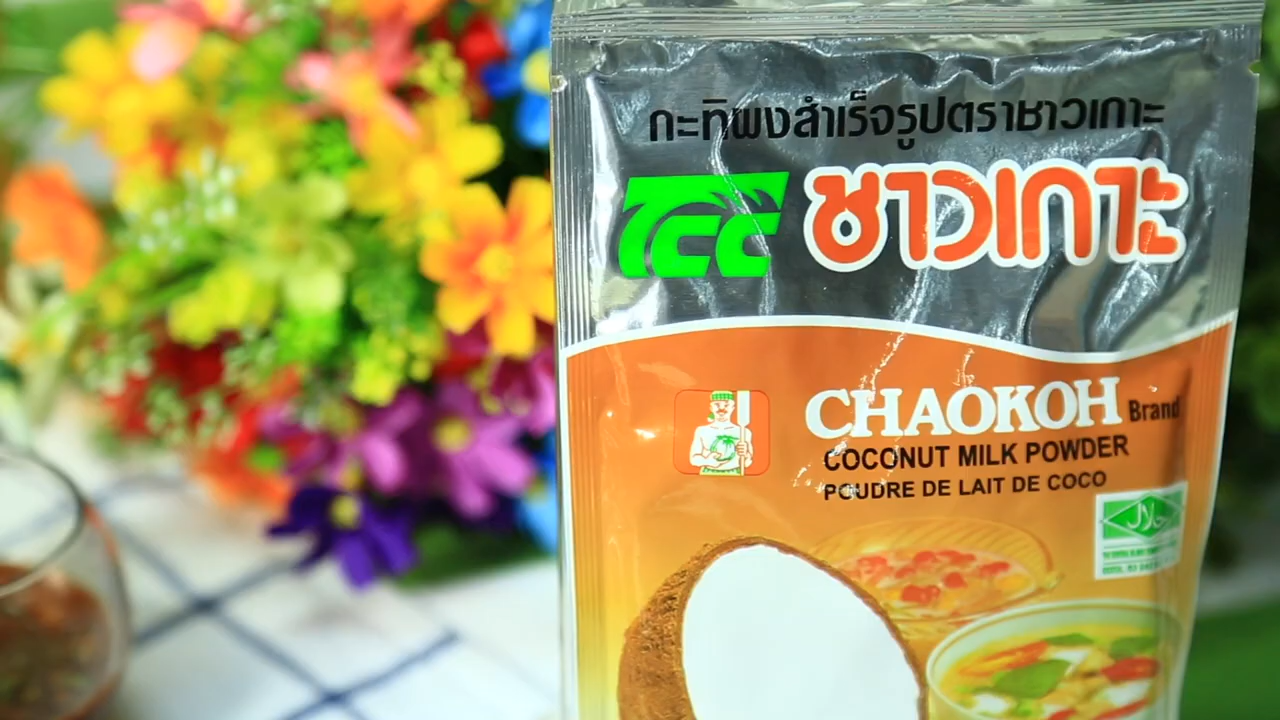 กะทิผงสำเร็จรูปตราชาวเกาะ
TCC ชาวเกาะ
CHAOKOH Brand
COCONUT MILK POWDER
POUDRE DE LAIT DE COCO
حلال